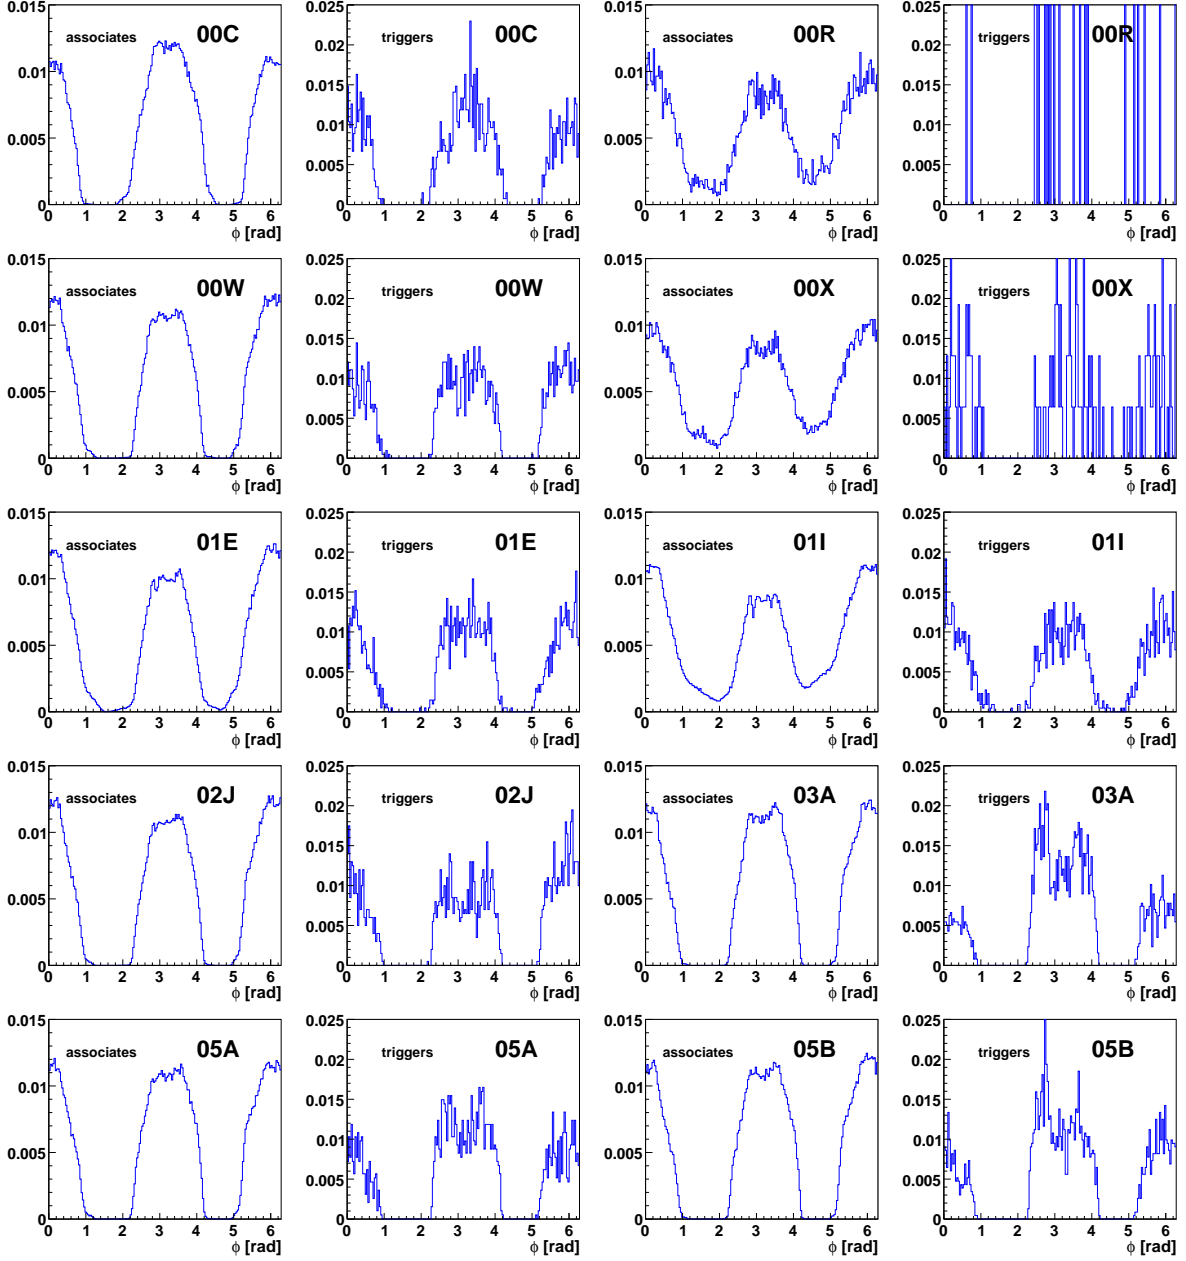 0.015 associates 00C 0.025 triggers 00C 0.015 associates 00R 0.025 triggers 00R
0.02 0.02
0.01 0.015 0.01 0.015
0.01 0.01
0.005 0.005 0.005 0.005
0 0 0 0
0 1 2 3 4 5 6 0 1 2 3 4 5 6 0 1 2 3 4 5 6 0 1 2 3 4 5 6
ϕ [rad] ϕ [rad] ϕ [rad] ϕ [rad]
0.015 associates 00W 0.025 triggers 00W 0.015 associates 00X 0.025 triggers 00X
0.02 0.02
0.01 0.015 0.01 0.015
0.01 0.01
0.005 0.005 0.005 0.005
0 0 0 0
0 1 2 3 4 5 6 0 1 2 3 4 5 6 0 1 2 3 4 5 6 0 1 2 3 4 5 6
ϕ [rad] ϕ [rad] ϕ [rad] ϕ [rad]
0.015 associates 01E 0.025 triggers 01E 0.015 associates 01I 0.025 triggers 01I
0.02 0.02
0.01 0.015 0.01 0.015
0.01 0.01
0.005 0.005 0.005 0.005
0 0 0 0
0 1 2 3 4 5 6 0 1 2 3 4 5 6 0 1 2 3 4 5 6 0 1 2 3 4 5 6
ϕ [rad] ϕ [rad] ϕ [rad] ϕ [rad]
0.015 associates 02J 0.025 triggers 02J 0.015 associates 03A 0.025 triggers 03A
0.02 0.02
0.01 0.015 0.01 0.015
0.01 0.01
0.005 0.005 0.005 0.005
0 0 0 0
0 1 2 3 4 5 6 0 1 2 3 4 5 6 0 1 2 3 4 5 6 0 1 2 3 4 5 6
ϕ [rad] ϕ [rad] ϕ [rad] ϕ [rad]
0.015 associates 05A 0.025 triggers 05A 0.015 associates 05B 0.025 triggers 05B
0.02 0.02
0.01 0.015 0.01 0.015
0.01 0.01
0.005 0.005 0.005 0.005
0 0 0 0
0 1 2 3 4 5 6 0 1 2 3 4 5 6 0 1 2 3 4 5 6 0 1 2 3 4 5 6
ϕ [rad] ϕ [rad] ϕ [rad] ϕ [rad]